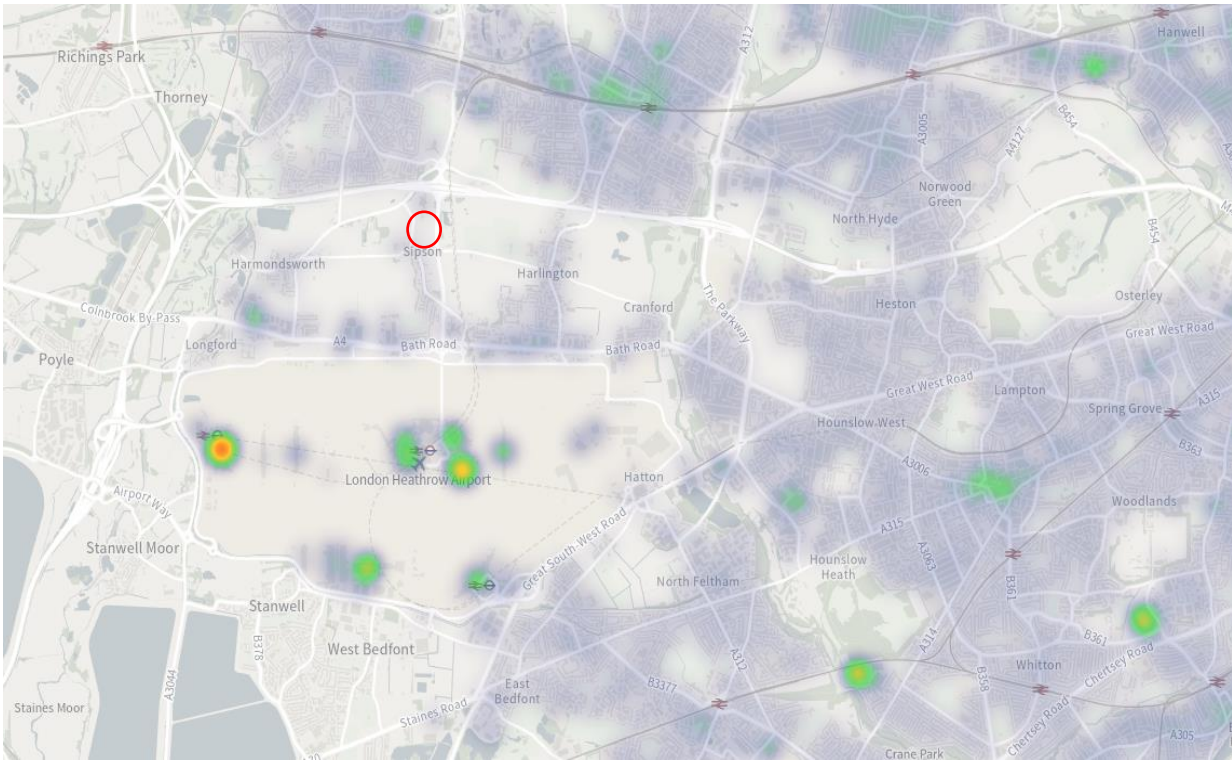 Richings Park
Thorney
A312
Hanwell
A3005
A4127
B454
Norwood
Green
North Hyde
B454
Sipson
Harmondsworth
Harlington
Cranford
The Parkway
Heston
Osterley
Colnbrook By-Pass
Longford
A4
Bath Road
Bath Road
Great West Road
Poyle
Great West Road
Lampton
A315
Spring Grove
Hounslow West
B363
London Heathrow Airport
Hatton
A3006
Woodlands
Airport Way
A315
Stanwell Moor
Great South-West Road
Hounslow
Heath
A3063
North Feltham
B361
Stanwell
B378
A314
B361
West Bedfont
A312
Whitton
Chertsey Road
A3044
East
Bedfont
B3377
B358
Staines Moor
Staines Road
Chertsey Road
A305
Crane Park